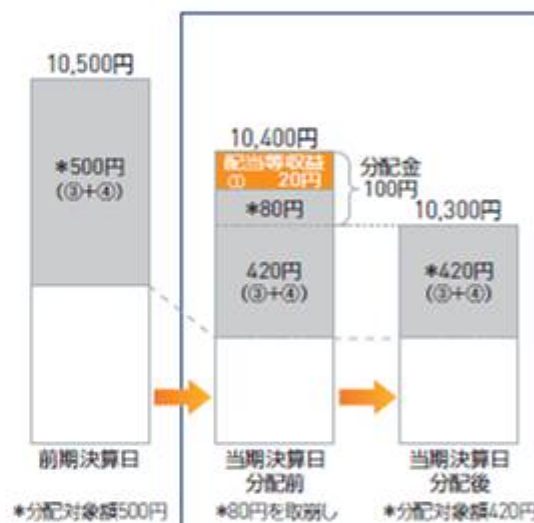 10,500円
*500円
(③+④)
前期決算日
*分配対象額500円
10,400円
配当等収益
① 20円
*80円
420円
(③+④)
分配金
100円
当期決算日
分配前
*80円を取崩し
10,300円
*420円
(③+④)
当期決算日
分配後
*分配対象額420円